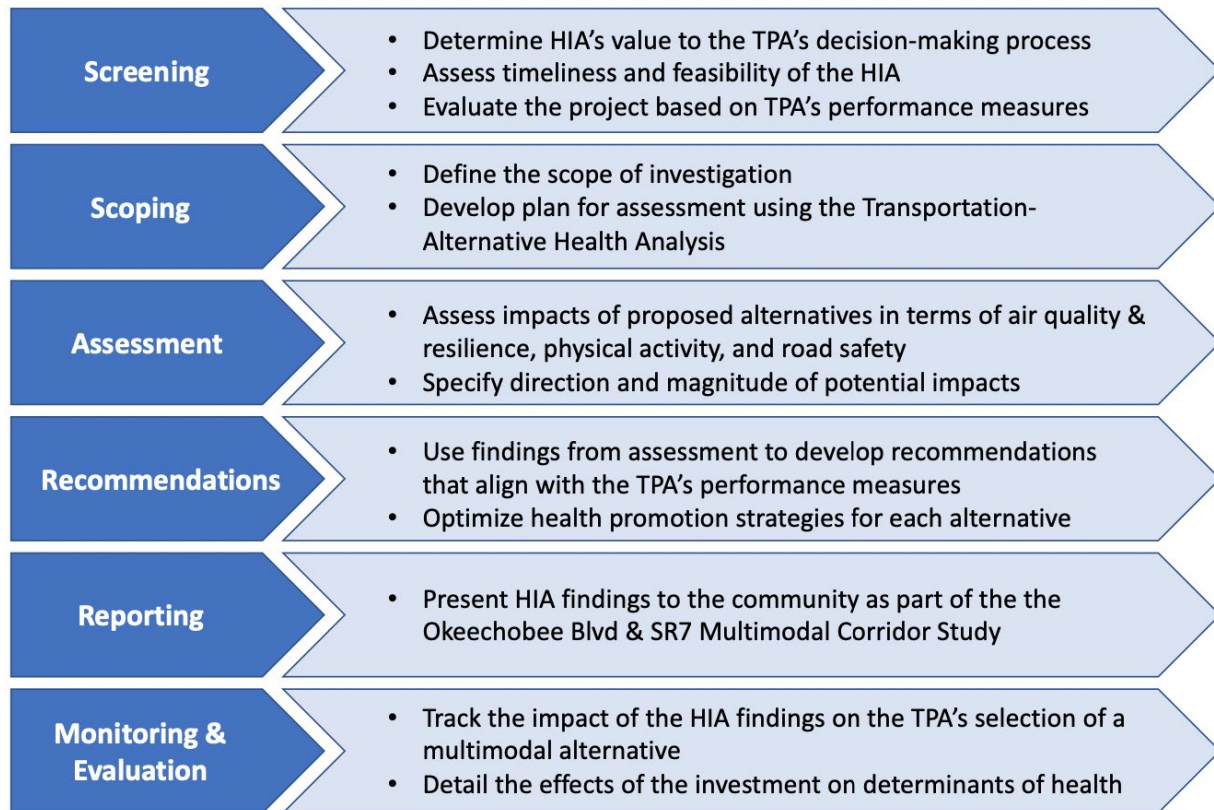 Screening
• Determine HIA's value to the TPA's decision-making process
• Assess timeliness and feasibility of the HIA
• Evaluate the project based on TPA's performance measures
Scoping
• Define the scope of investigation
• Develop plan for assessment using the Transportation-
Alternative Health Analysis
Assessment
• Assess impacts of proposed alternatives in terms of air quality &
resilience, physical activity, and road safety
• Specify direction and magnitude of potential impacts
Recommendations
• Use findings from assessment to develop recommendations
that align with the TPA's performance measures
• Optimize health promotion strategies for each alternative
Reporting
• Present HIA findings to the community as part of the the
Okeechobee Blvd & SR7 Multimodal Corridor Study
Monitoring &
Evaluation
• Track the impact of the HIA findings on the TPA's selection of a
multimodal alternative
• Detail the effects of the investment on determinants of health